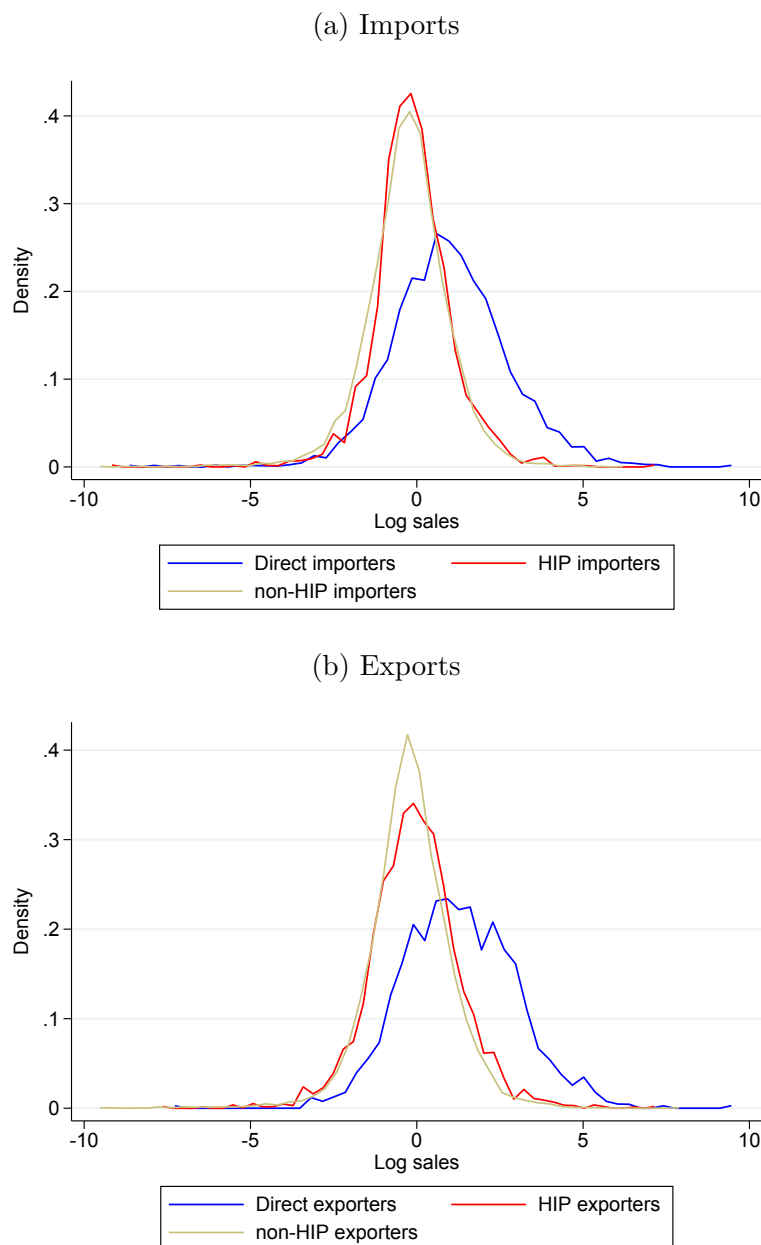 (a) Imports
.4
.3
.2
.1
0
Density
-10 -5 0 5 10
Log sales
Direct importers HIP importers
non-HIP importers
(b) Exports
.4
.3
.2
.1
0
Density
-10 -5 0 5 10
Log sales
Direct exporters HIP exporters
non-HIP exporters